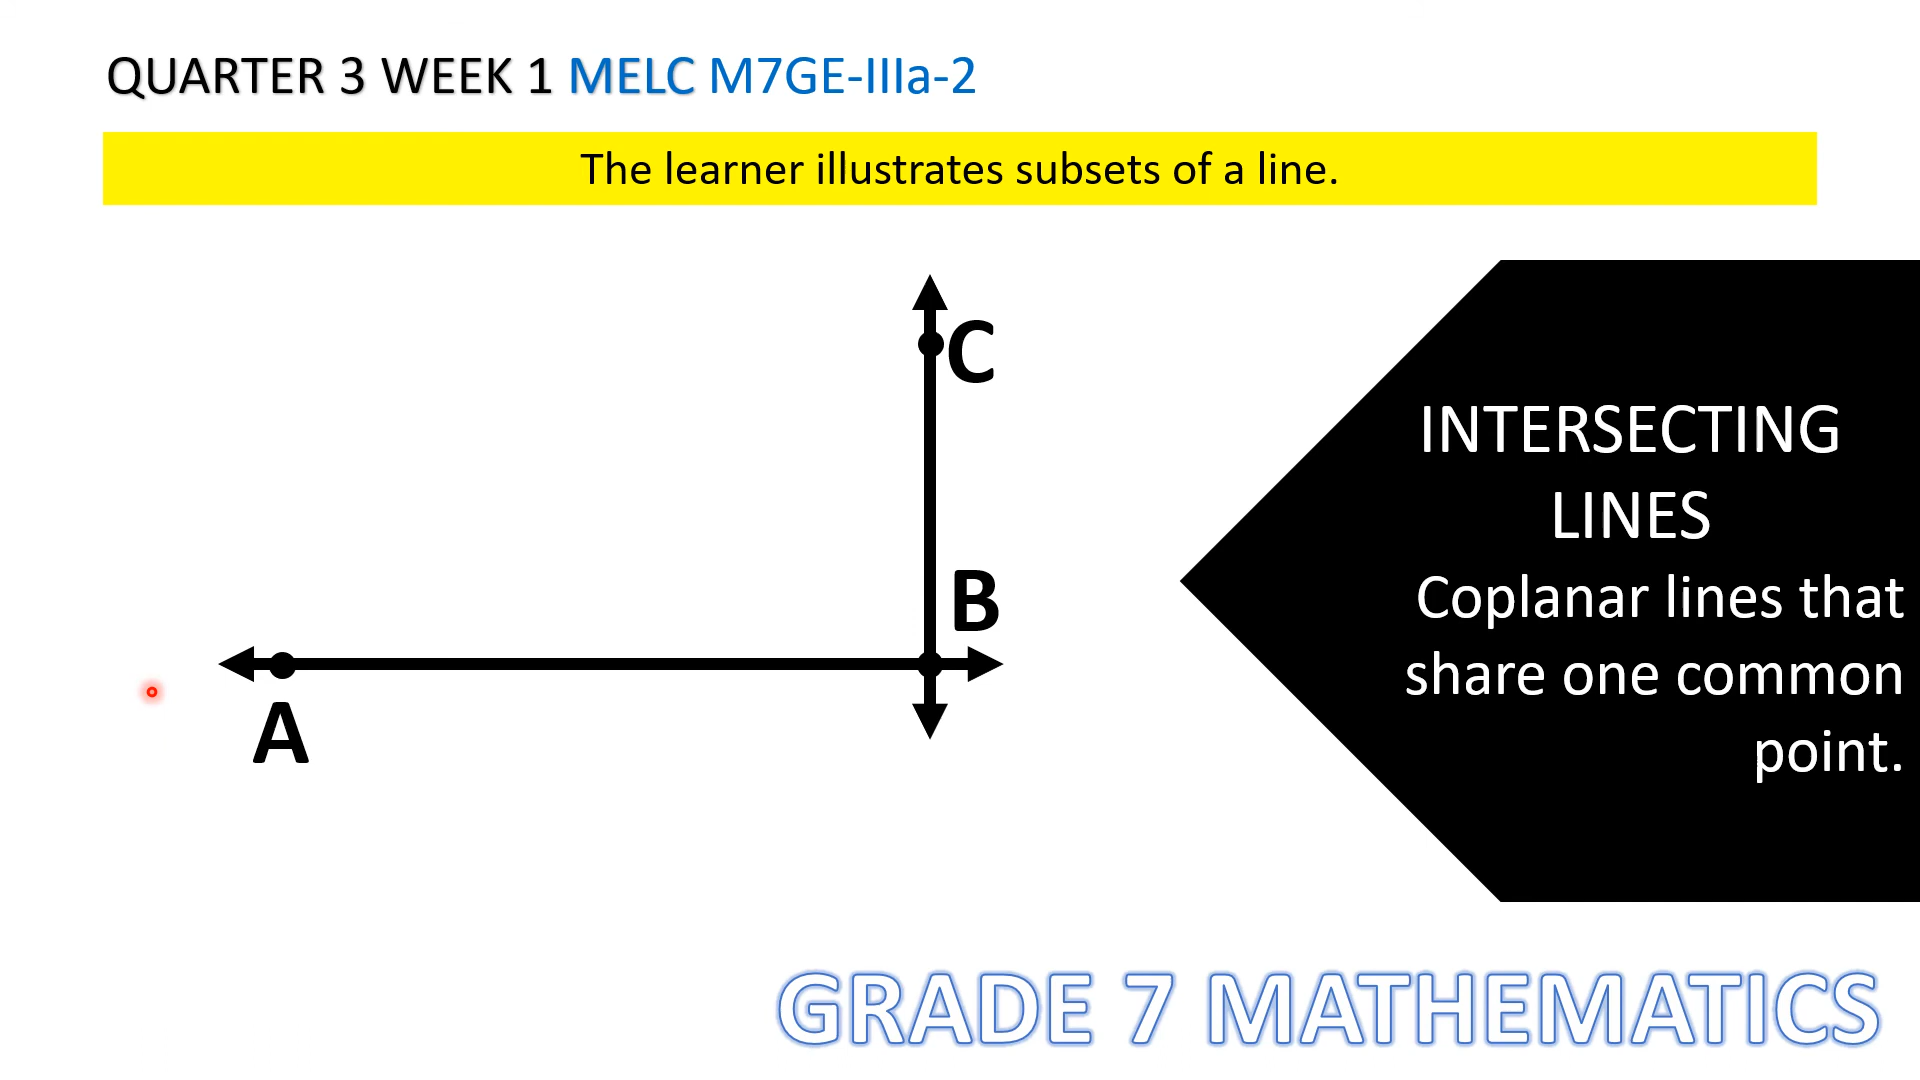 QUARTER 3 WEEK 1 MELC M7GE-IIIa-2
The learner illustrates subsets of a line.
C
B
A
INTERSECTING
LINES
Coplanar lines that
share one common
point.
GRADE 7 MATHEMATICS